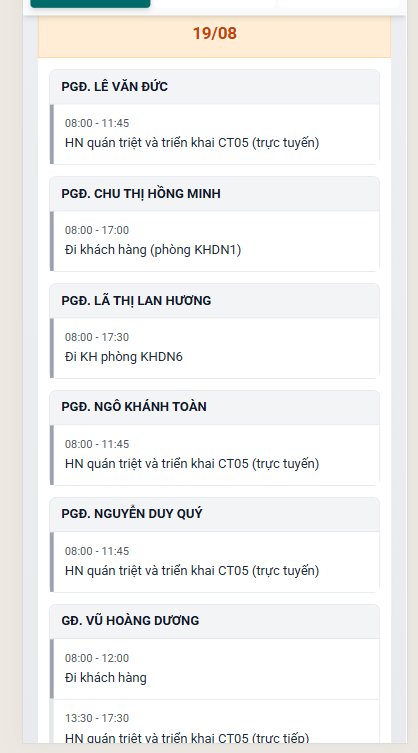 19/08
PGĐ. LÊ VĂN ĐỨC
08:00 - 11:45
HN quán triệt và triển khai CT05 (trực tuyến)
PGĐ. CHU THỊ HỒNG MINH
08:00 - 17:00
Đi khách hàng (phòng KHDN1)
PGĐ. LÃ THỊ LAN HƯƠNG
08:00 - 17:30
Đi KH phòng KHDN6
PGĐ. NGÔ KHÁNH TOÀN
08:00 - 11:45
HN quán triệt và triển khai CT05 (trực tuyến)
PGĐ. NGUYỄN DUY QUÝ
08:00 - 11:45
HN quán triệt và triển khai CT05 (trực tuyến)
GĐ. VŨ HOÀNG DƯƠNG
08:00 - 12:00
Đi khách hàng
13:30 - 17:30
HN quán triệt và triển khai CT05 (trực tiếp)